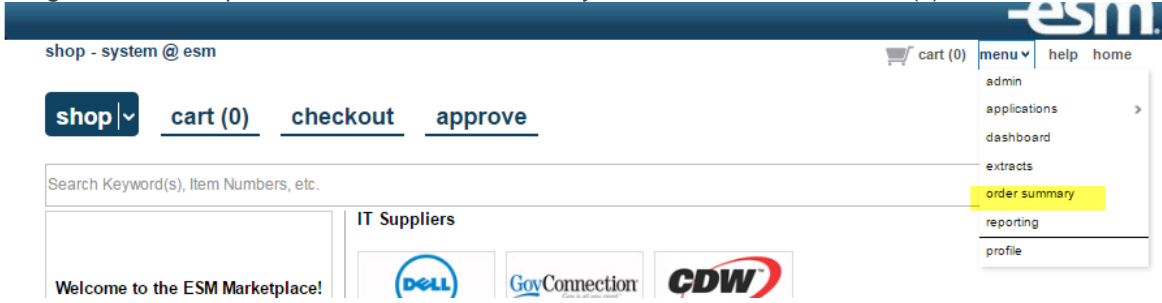 esm.
shop - system @ esm
cart (0) menu help home
shop cart (0) checkout approve
admin
applications
dashboard
extracts
order summary
reporting
profile
Search Keyword(s), Item Numbers, etc.
IT Suppliers
Welcome to the ESM Marketplace!
DELL
GovConnection
CDW